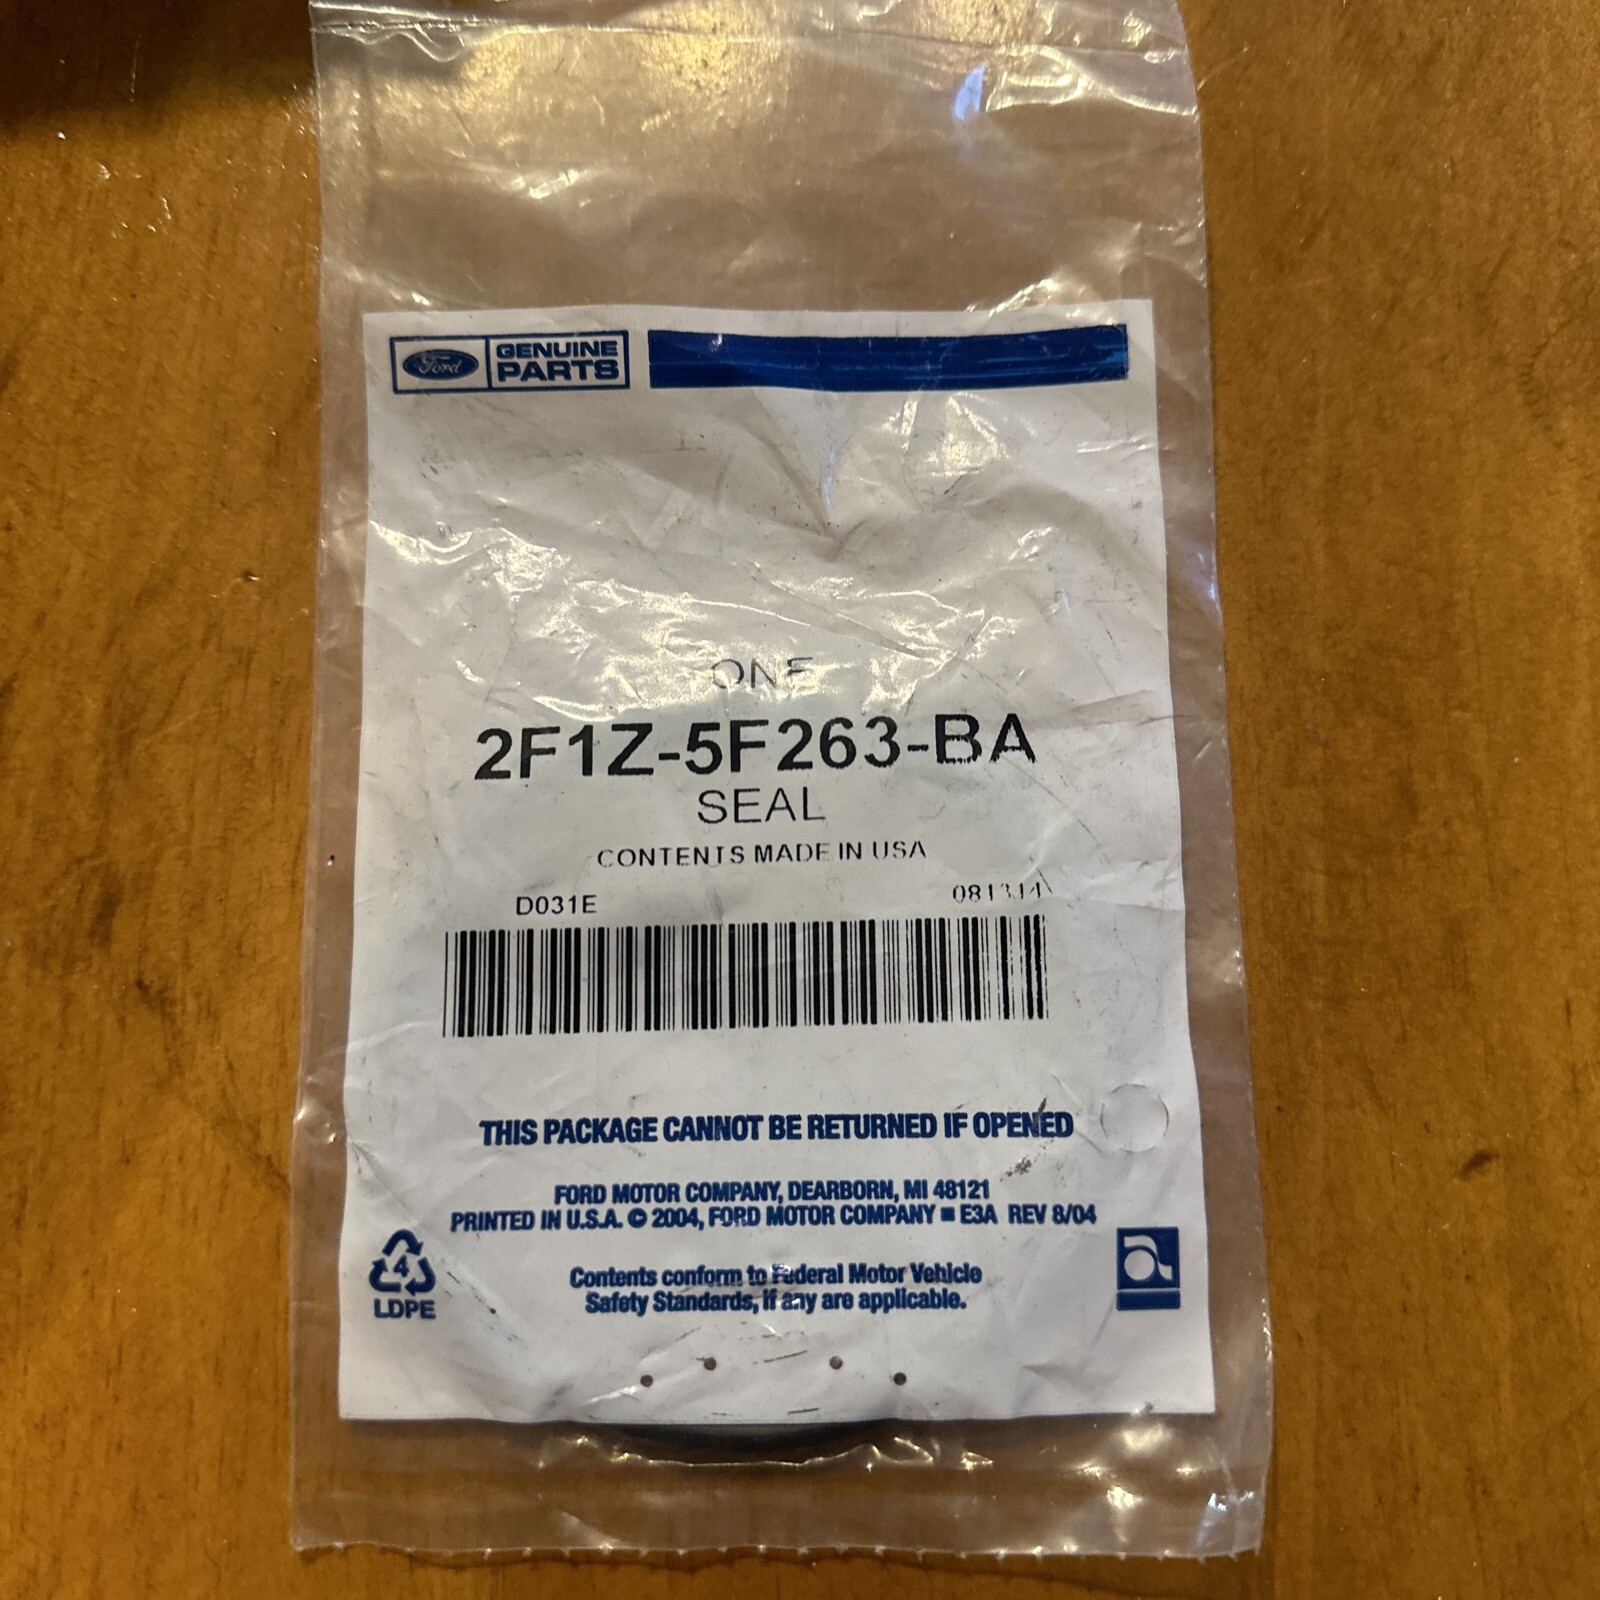 Ford GENUINE
PARTS
ONE
2F1Z-5F263-BA
SEAL
CONTENTS MADE IN USA
D031E 081314
THIS PACKAGE CANNOT BE RETURNED IF OPENED
FORD MOTOR COMPANY, DEARBORN, MI 48121
PRINTED IN U.S.A. © 2004, FORD MOTOR COMPANY ■ E3A REV 8/04
4
LDPE
Contents conform to Federal Motor Vehicle
Safety Standards, if any are applicable.